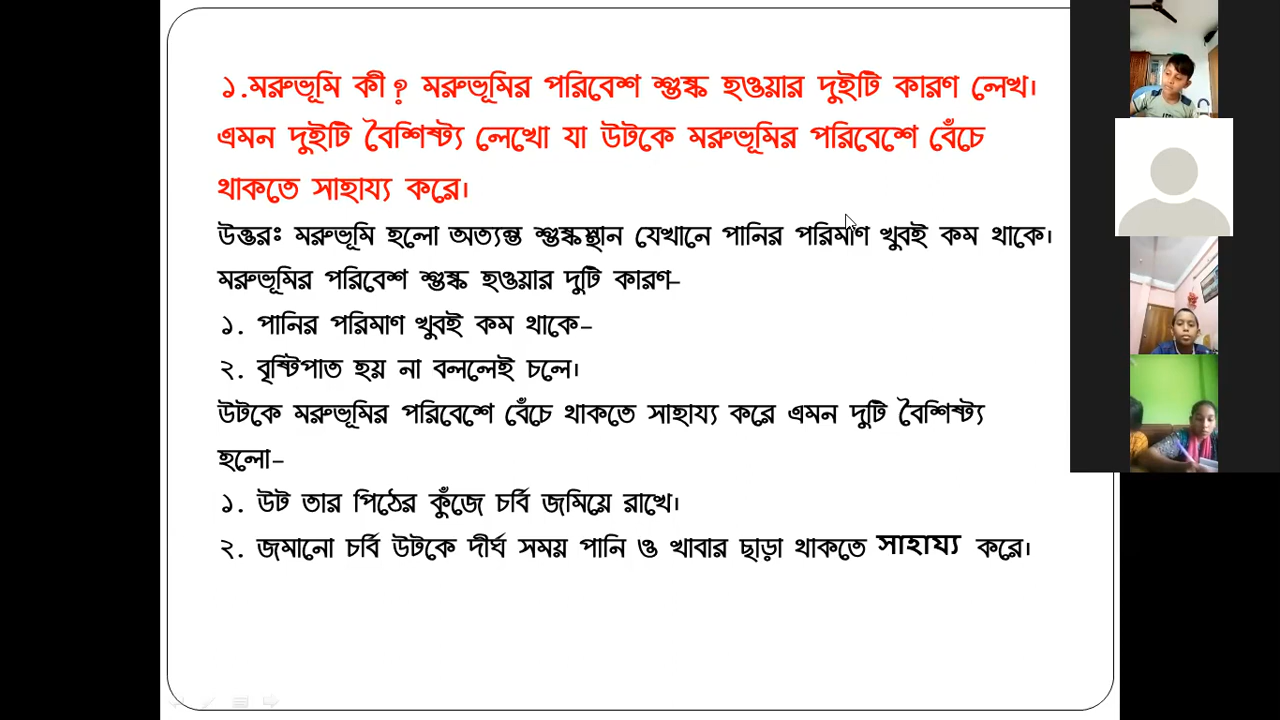 ১.মরুভূমি কী? মরুভূমির পরিবেশ শুষ্ক হওয়ার দুইটি কারণ লেখ।
এমন দুইটি বৈশিষ্ট্য লেখো যা উটকে মরুভূমির পরিবেশে বেঁচে
থাকতে সাহায্য করে।
উত্তরঃ মরুভূমি হলো অত্যন্ত শুষ্কস্থান যেখানে পানির পরিমাণ খুবই কম থাকে।
মরুভূমির পরিবেশ শুষ্ক হওয়ার দুটি কারণ-
১. পানির পরিমাণ খুবই কম থাকে-
২. বৃষ্টিপাত হয় না বললেই চলে।
উটকে মরুভূমির পরিবেশে বেঁচে থাকতে সাহায্য করে এমন দুটি বৈশিষ্ট্য
হলো-
১. উট তার পিঠের কুঁজে চর্বি জমিয়ে রাখে।
২. জমানো চর্বি উটকে দীর্ঘ সময় পানি ও খাবার ছাড়া থাকতে সাহায্য করে।